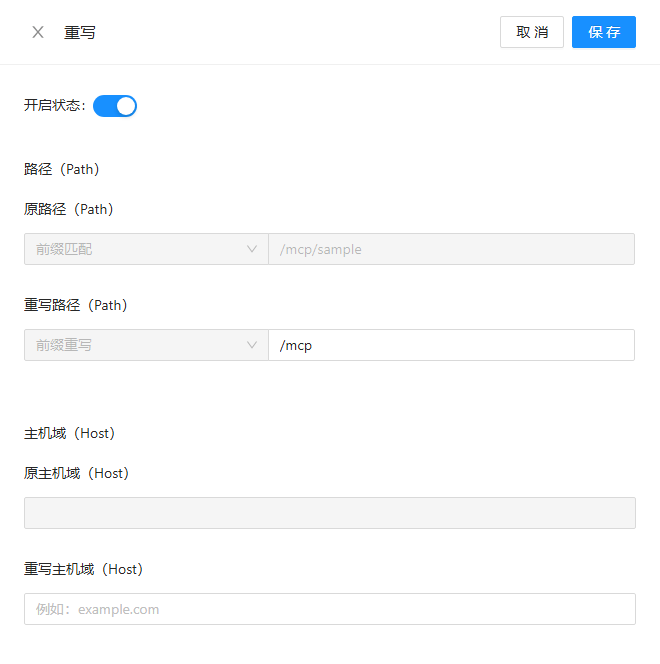 重写
取 消
保 存
开启状态：
路径（Path）
原路径（Path）
前缀匹配
/mcp/sample
重写路径（Path）
前缀重写
/mcp
主机域（Host）
原主机域（Host）
重写主机域（Host）
例如：example.com